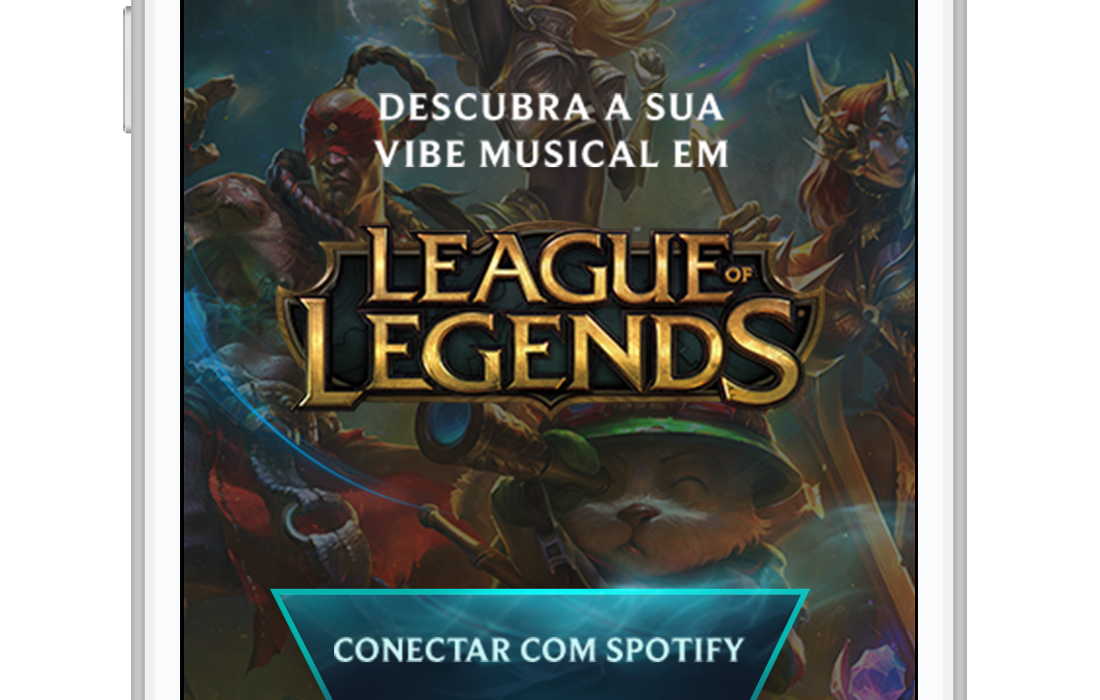 DESCUBRA A SUA
VIBE MUSICAL EM
LEAGUE OF
LEGENDS
CONECTAR COM SPOTIFY